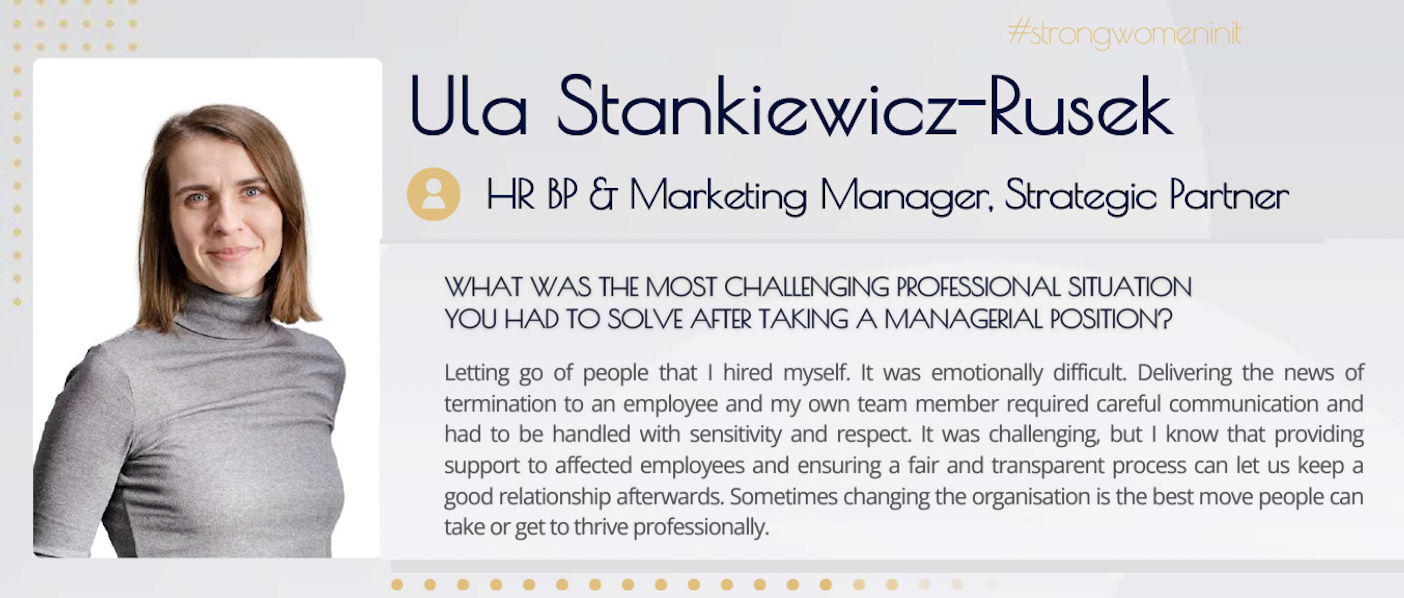 #strongwomeninit
Ula Stankiewicz-Rusek
HR BP & Marketing Manager, Strategic Partner
WHAT WAS THE MOST CHALLENGING PROFESSIONAL SITUATION
YOU HAD TO SOLVE AFTER TAKING A MANAGERIAL POSITION?
Letting go of people that I hired myself. It was emotionally difficult. Delivering the news of
termination to an employee and my own team member required careful communication and
had to be handled with sensitivity and respect. It was challenging, but I know that providing
support to affected employees and ensuring a fair and transparent process can let us keep a
good relationship afterwards. Sometimes changing the organisation is the best move people can
take or get to thrive professionally.